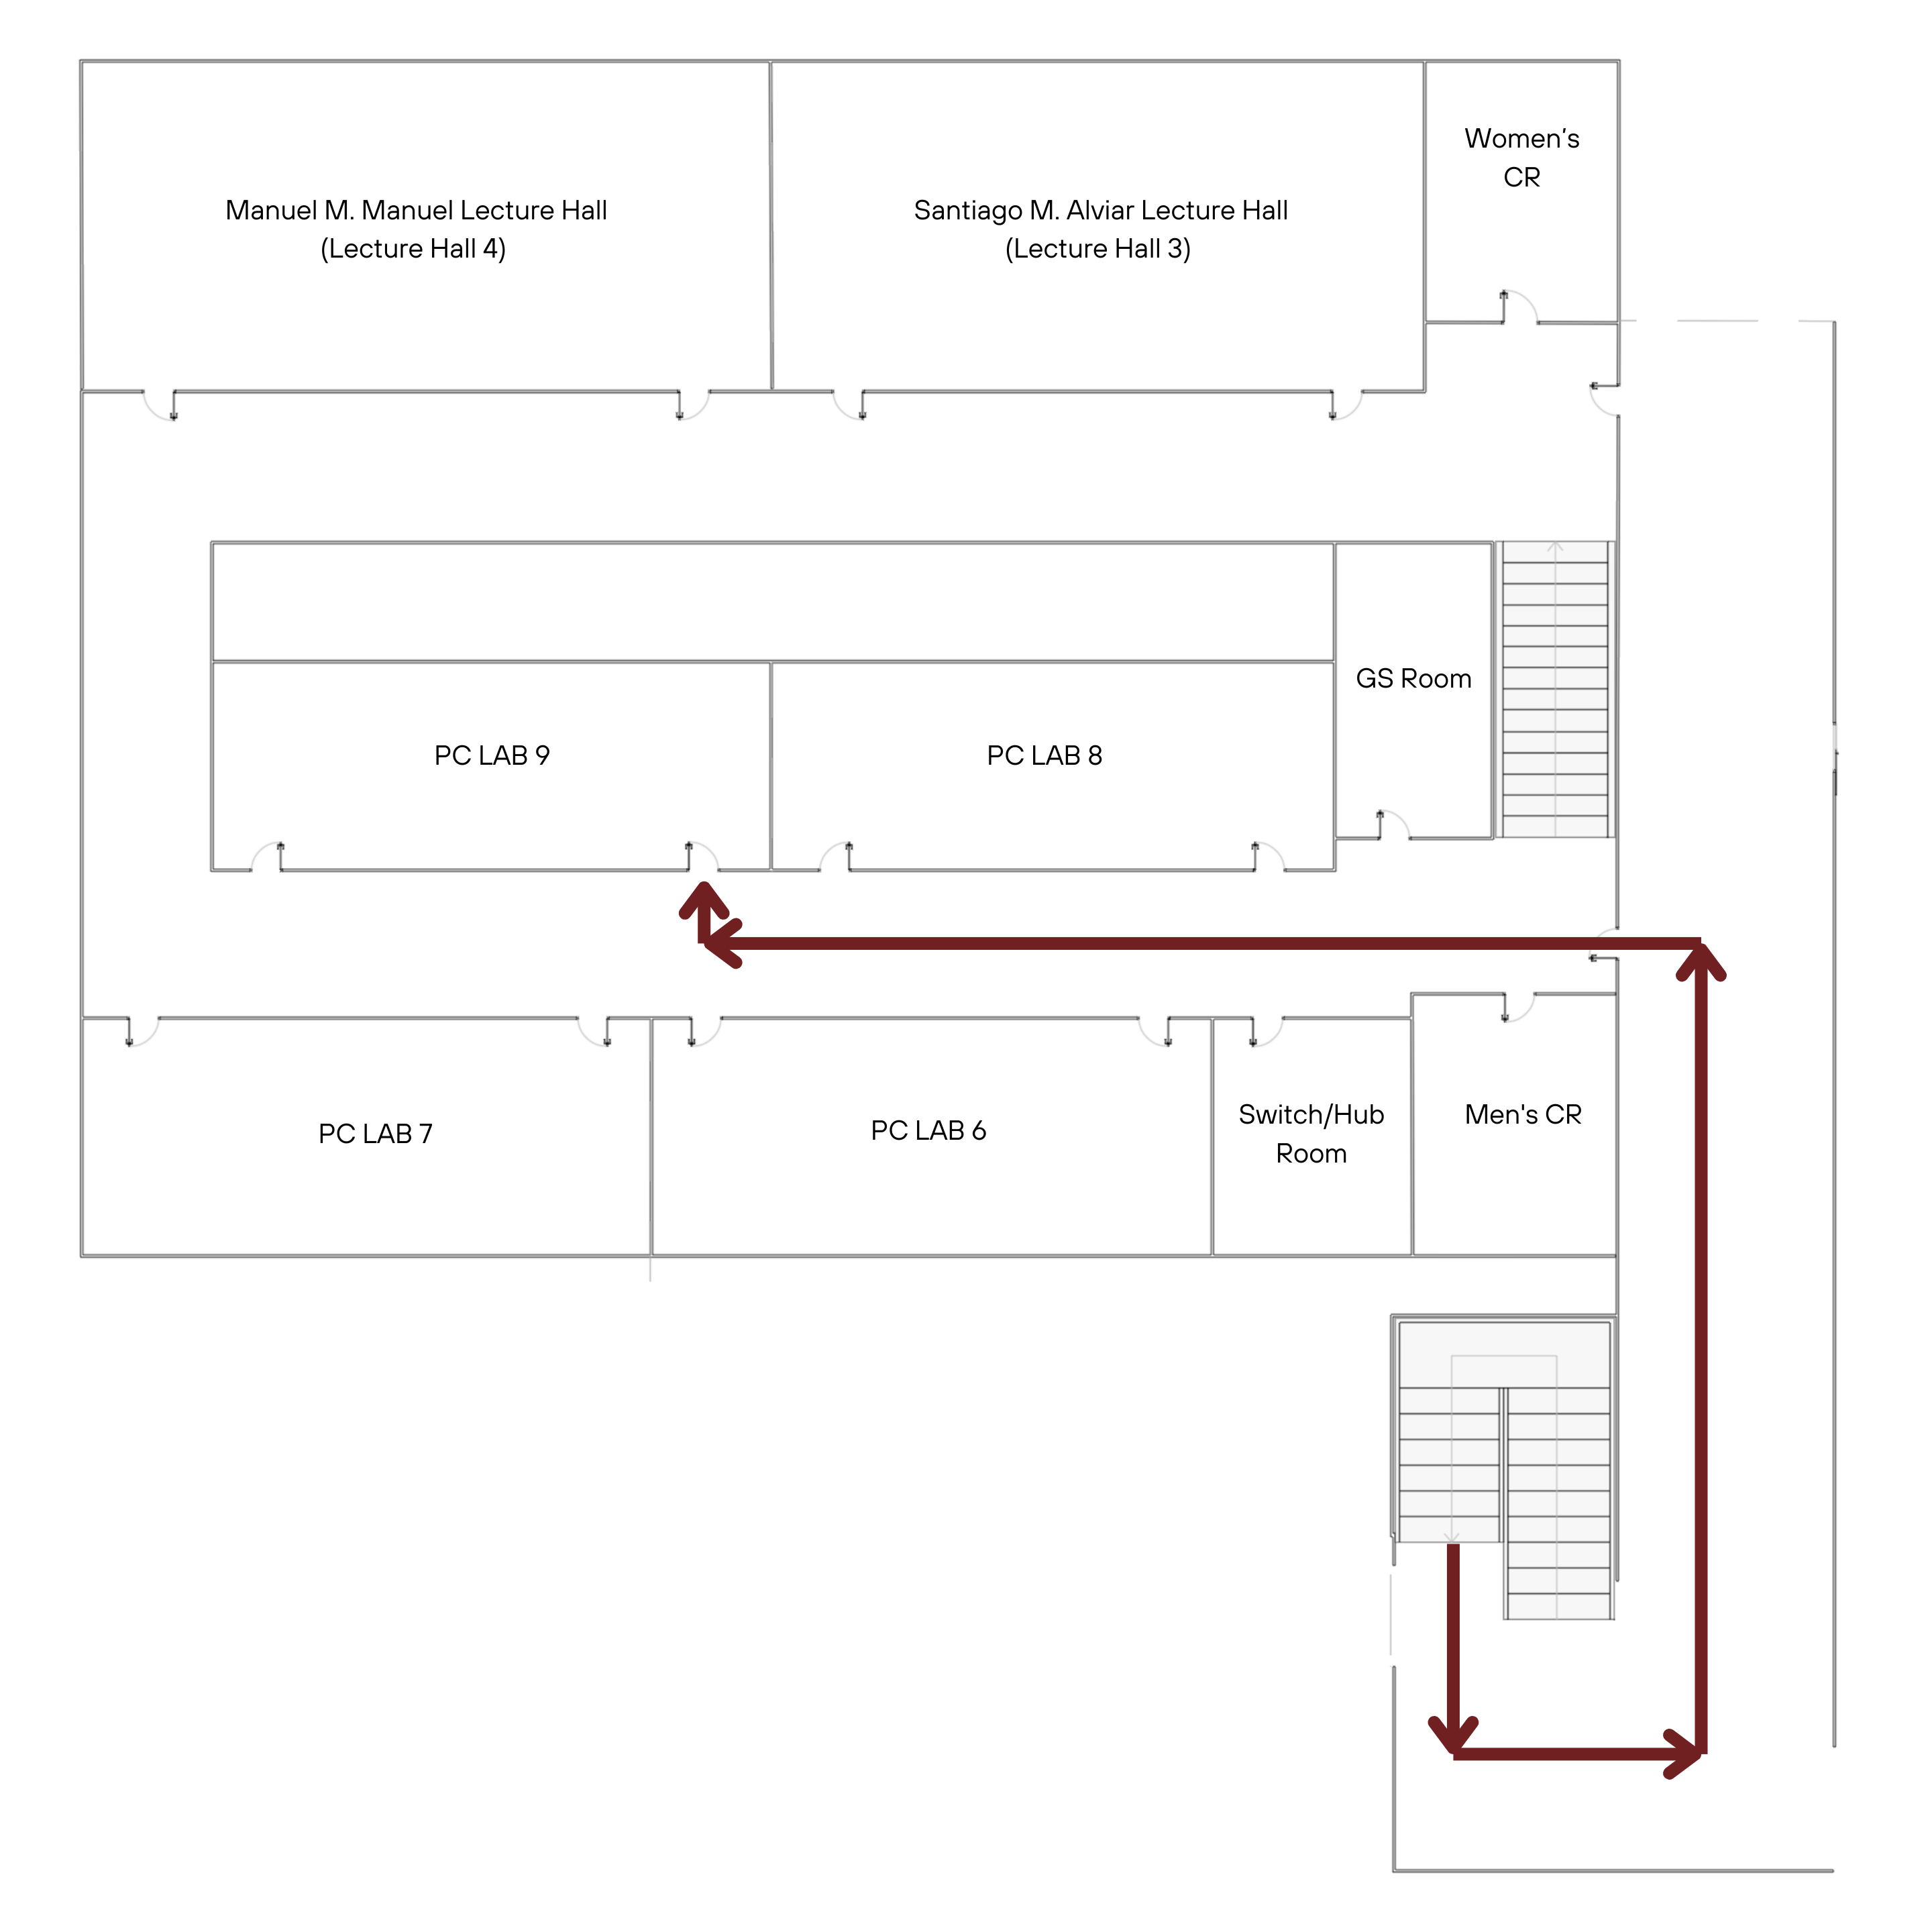 Women's
CR
Manuel M. Manuel Lecture Hall
(Lecture Hall 4)
Santiago M. Alviar Lecture Hall
(Lecture Hall 3)
GS Room
PC LAB 9
PC LAB 8
PC LAB 7
PC LAB 6
Switch/Hub
Room
Men's CR